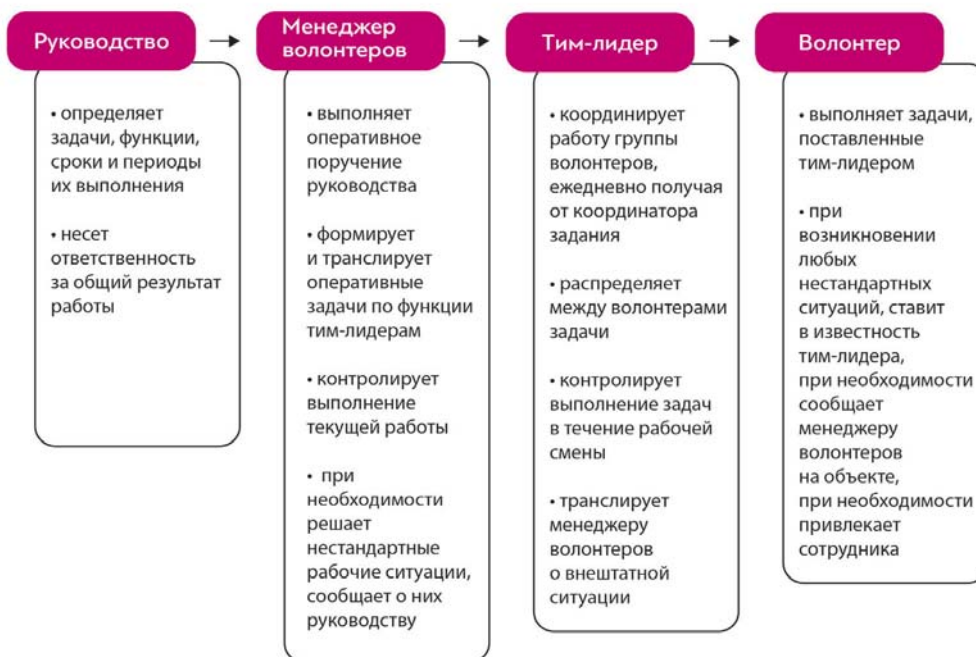 Руководство
• определяет
задачи, функции,
сроки и периоды
их выполнения
• несет
ответственность
за общий результат
работы
Менеджер
волонтеров
• выполняет
оперативное
поручение
руководства
• формирует
и транслирует
оперативные
задачи по функции
тим-лидерам
• контролирует
выполнение
текущей работы
• при
необходимости
решает
нестандартные
рабочие ситуации,
сообщает о них
руководству
Тим-лидер
• координирует
работу группы
волонтеров,
ежедневно получая
от координатора
задания
• распределяет
между волонтерами
задачи
• контролирует
выполнение задач
в течение рабочей
смены
• транслирует
менеджеру
волонтеров
о внештатной
ситуации
Волонтер
• выполняет задачи,
поставленные
тим-лидером
• при
возникновении
любых
нестандартных
ситуаций, ставит
в известность
тим-лидера,
при необходимости
сообщает
менеджеру
волонтеров
на объекте,
при необходимости
привлекает
сотрудника